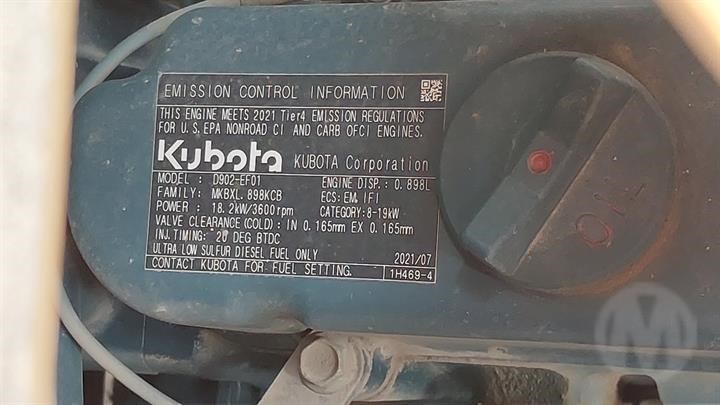 EMISSION CONTROL INFORMATION
THIS ENGINE MEETS 2021 Tier4 EMISSION REGULATIONS
FOR U.S. EPA NONROAD CI AND CARB OFCI ENGINES.
Kubota KUBOTA Corporation
MODEL : D902-EF01 ENGINE DISP.: 0.898L
FAMILY: MKBXL.898KCB ECS: EM, IFI
POWER : 18.2kW/3600rpm CATEGORY: 8-19kW
VALVE CLEARANCE (COLD): IN 0.165mm EX 0.165mm
INJ.TIMING: 20 DEG BTDC
ULTRA LOW SULFUR DIESEL FUEL ONLY 2021/07
CONTACT KUBOTA FOR FUEL SETTING. 1H469-4
OIL
M